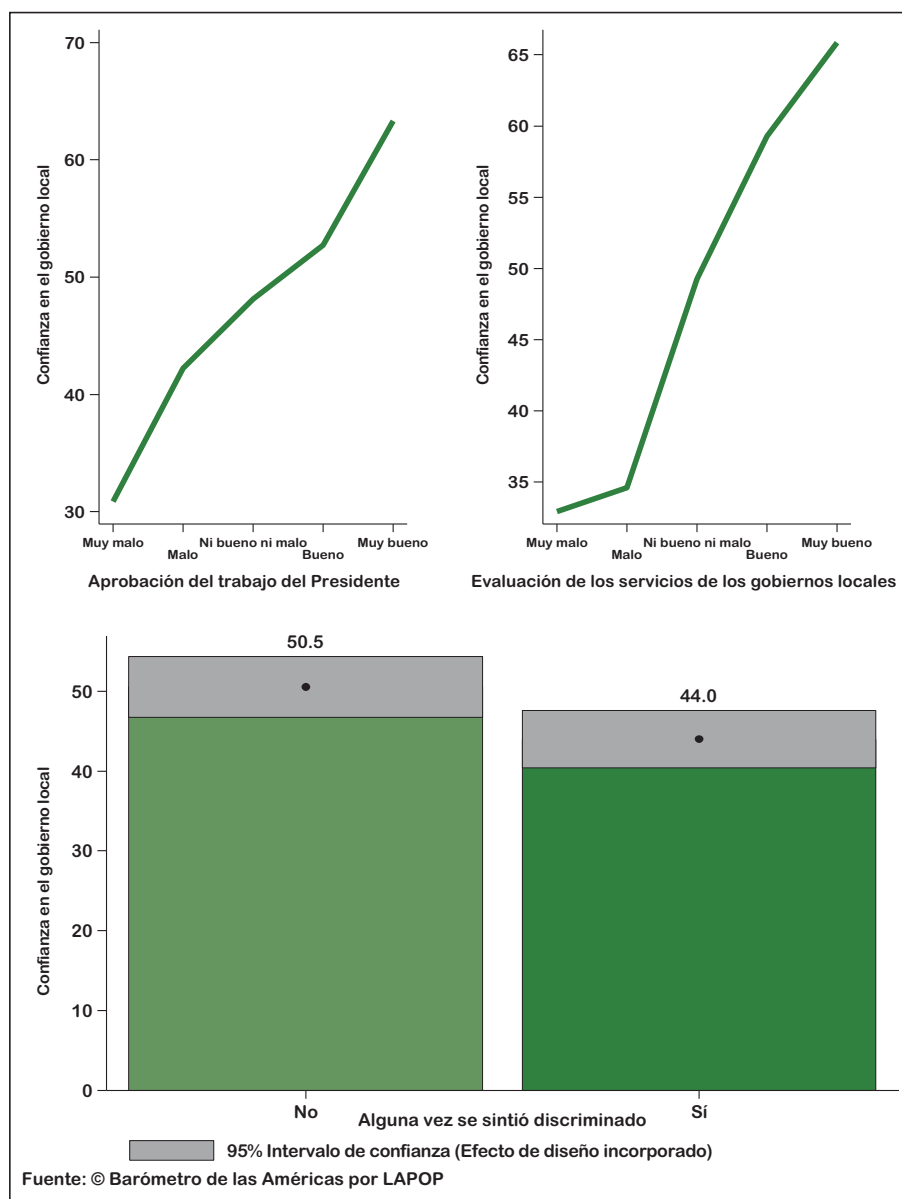 Confianza en el gobierno local
70
60
50
40
30
Muy malo
Malo
Ni bueno ni malo
Bueno
Muy bueno
Aprobación del trabajo del Presidente
Confianza en el gobierno local
65
60
55
50
45
40
35
Muy malo
Malo
Ni bueno ni malo
Bueno
Muy bueno
Evaluación de los servicios de los gobiernos locales
Confianza en el gobierno local
50
40
30
20
10
0
50.5
44.0
No
Sí
Alguna vez se sintió discriminado
95% Intervalo de confianza (Efecto de diseño incorporado)
Fuente: © Barómetro de las Américas por LAPOP